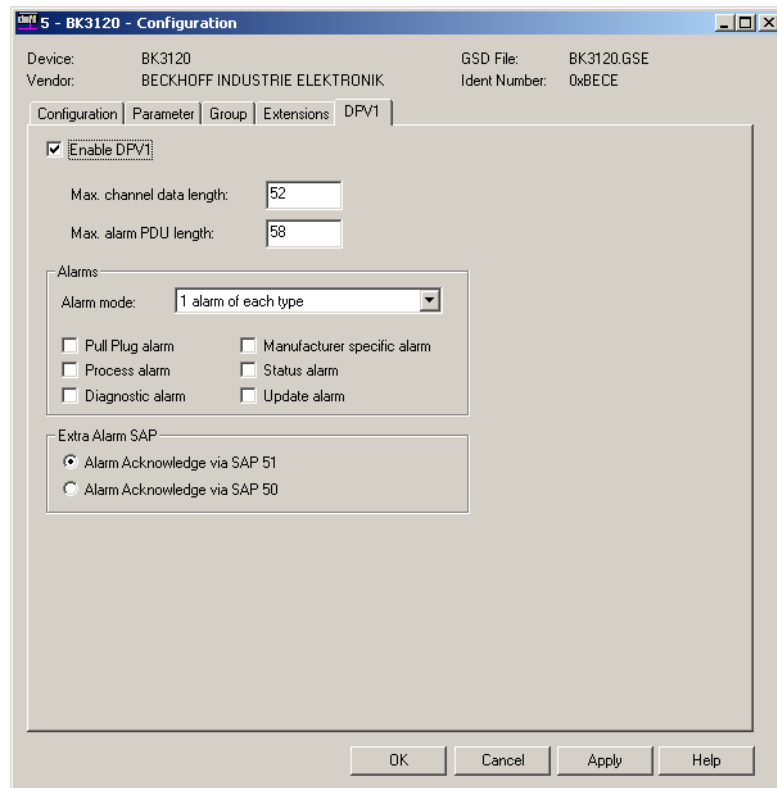 5 - BK3120 - Configuration
Device: BK3120 GSD File: BK3120.GSE
Vendor: BECKHOFF INDUSTRIE ELEKTRONIK Ident Number: 0xBECE
Configuration Parameter Group Extensions DPV1
Enable DPV1
Max. channel data length: 52
Max. alarm PDU length: 58
Alarms
Alarm mode: 1 alarm of each type
Pull Plug alarm Manufacturer specific alarm
Process alarm Status alarm
Diagnostic alarm Update alarm
Extra Alarm SAP
Alarm Acknowledge via SAP 51
Alarm Acknowledge via SAP 50
OK Cancel Apply Help